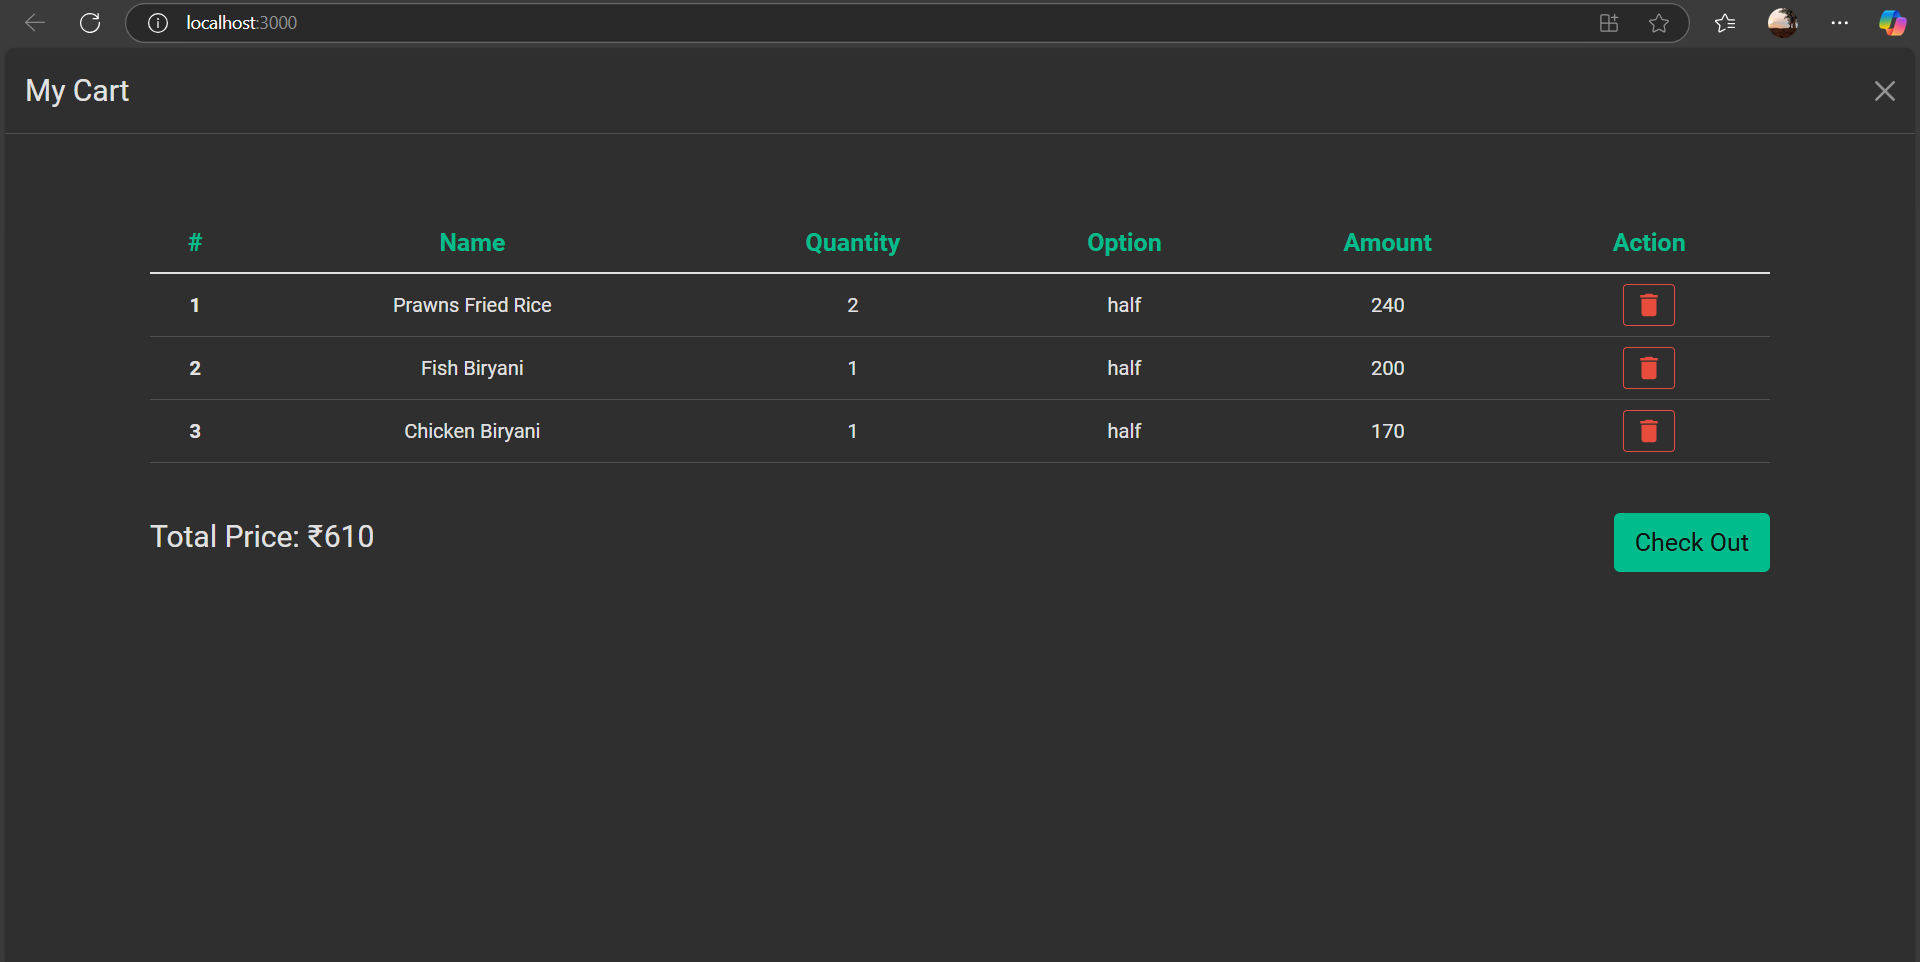 localhost:3000
My Cart
# Name Quantity Option Amount Action
1 Prawns Fried Rice 2 half 240
2 Fish Biryani 1 half 200
3 Chicken Biryani 1 half 170
Total Price: ₹610
Check Out